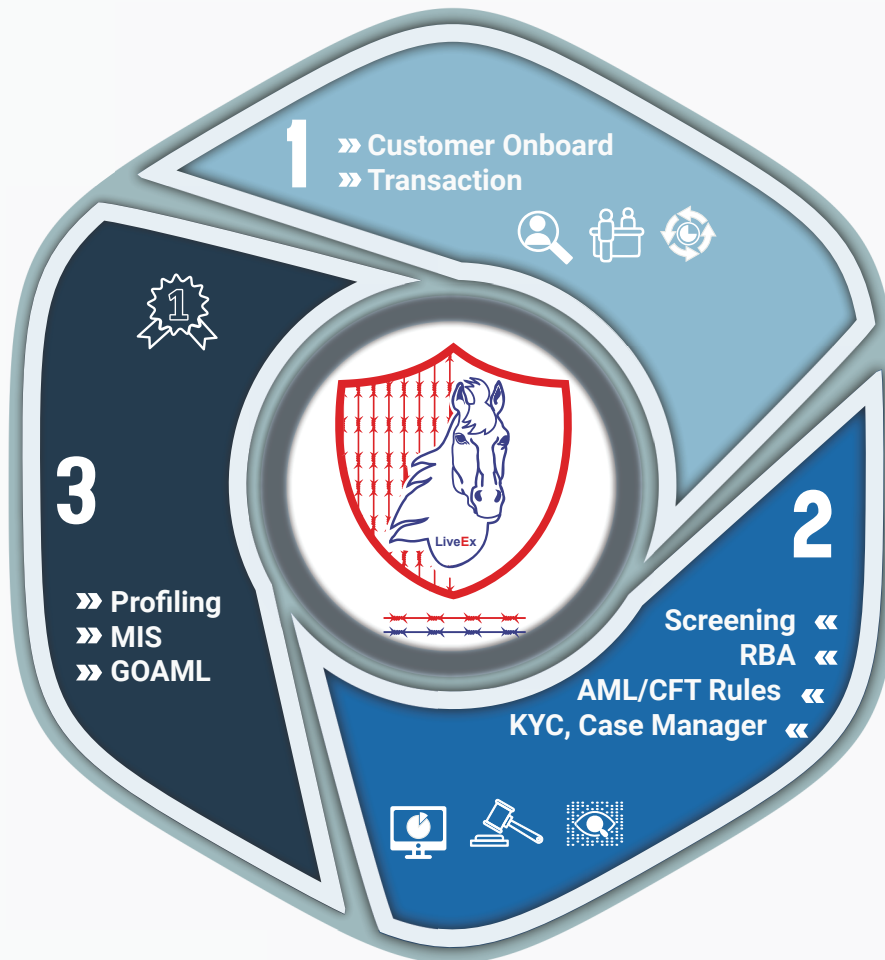 1
» Customer Onboard
» Transaction
1
3
» Profiling
» MIS
» GOAML
LiveEx
2
Screening «
RBA «
AML/CFT Rules «
KYC, Case Manager «